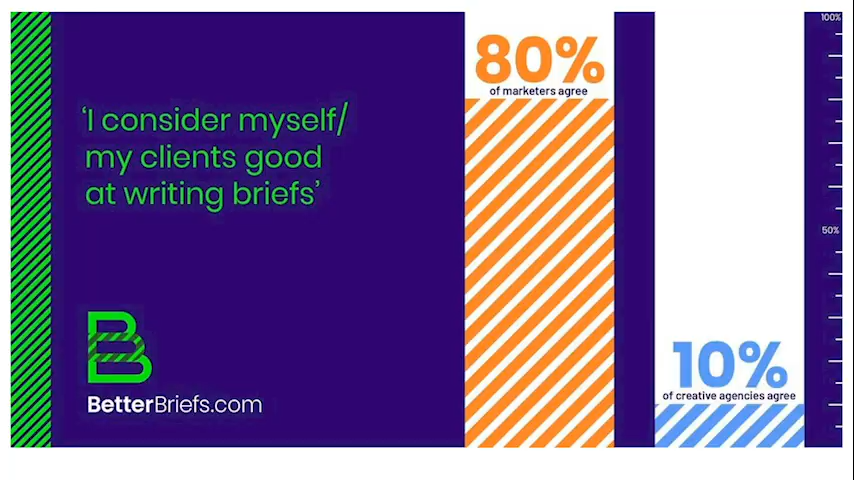 ‘I consider myself/
my clients good
at writing briefs’
BetterBriefs.com
80%
of marketers agree
10%
of creative agencies agree
100%
50%